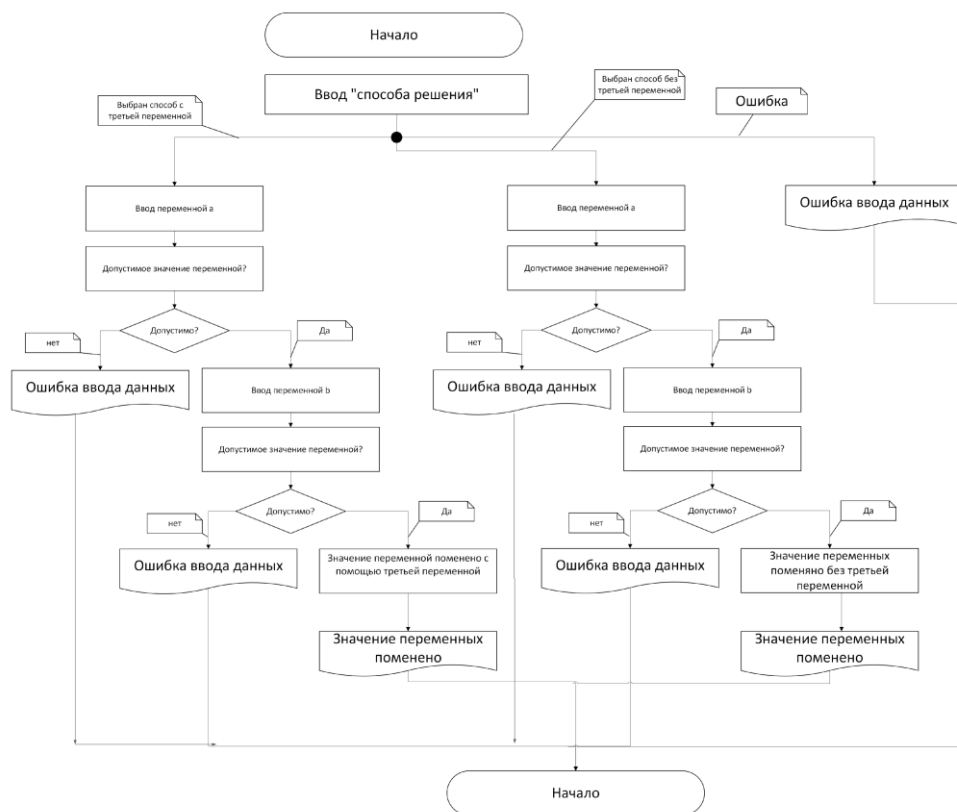 Начало
Ввод "способа решения"
Выбран способ с
третьей переменной
Выбран способ без
третьей переменной
Ошибка
Ввод переменной a
Ввод переменной a
Ошибка ввода данных
Допустимое значение переменной?
Допустимое значение переменной?
Допустимо?
Допустимо?
нет
Да
нет
Да
Ошибка ввода данных
Ввод переменной b
Ошибка ввода данных
Ввод переменной b
Допустимое значение переменной?
Допустимое значение переменной?
Допустимо?
Допустимо?
нет
Да
нет
Да
Ошибка ввода данных
Значение переменной поменено с
помощью третьей переменной
Ошибка ввода данных
Значение переменных
поменяно без третьей
переменной
Значение переменных
поменено
Значение переменных
поменено
Начало